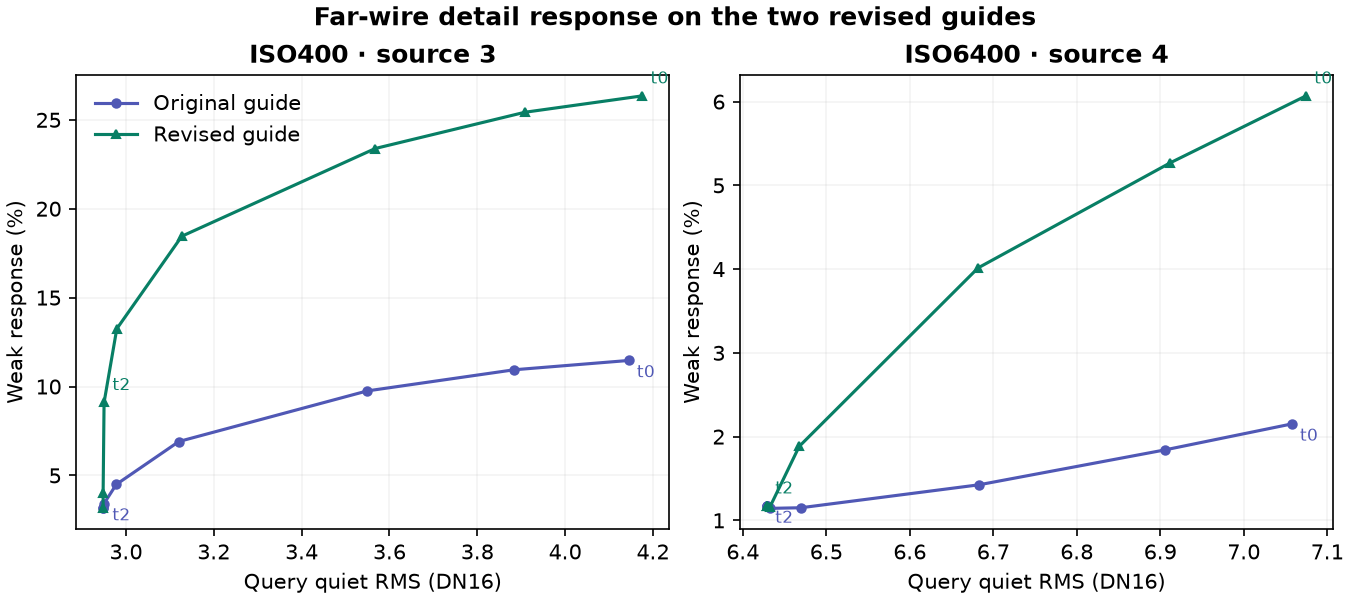 Far-wire detail response on the two revised guides
ISO400 · source 3
Original guide
Revised guide
t0
t0
t2
t2
25
20
15
10
5
3.0
3.2
3.4
3.6
3.8
4.0
4.2
Weak response (%)
Query quiet RMS (DN16)
ISO6400 · source 4
t0
t0
t2
t2
6
5
4
3
2
1
6.4
6.5
6.6
6.7
6.8
6.9
7.0
7.1
Weak response (%)
Query quiet RMS (DN16)